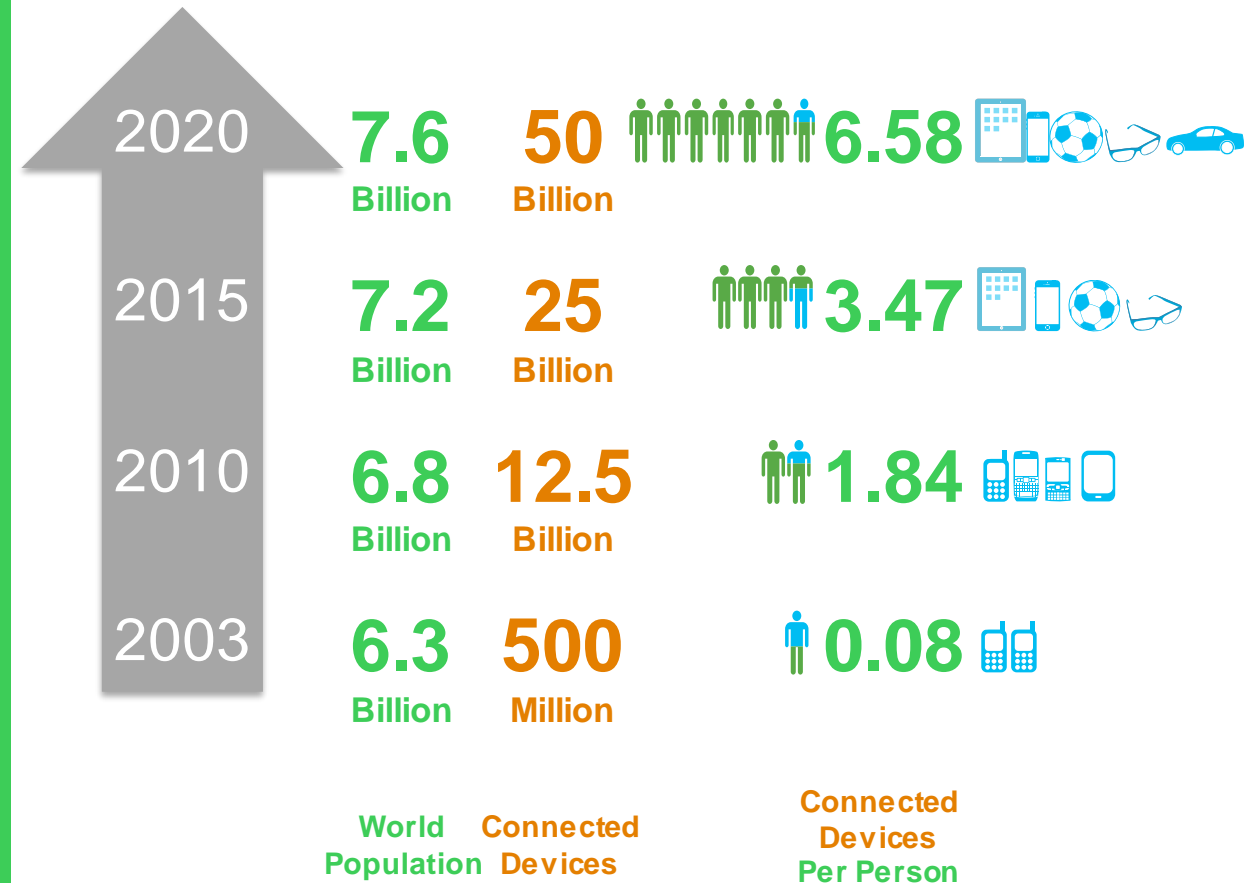 2020
7.6 50 6.58
Billion Billion
2015
7.2 25 3.47
Billion Billion
2010
6.8 12.5 1.84
Billion Billion
2003
6.3 500 0.08
Billion Million
World Population
Connected Devices
Connected Devices Per Person